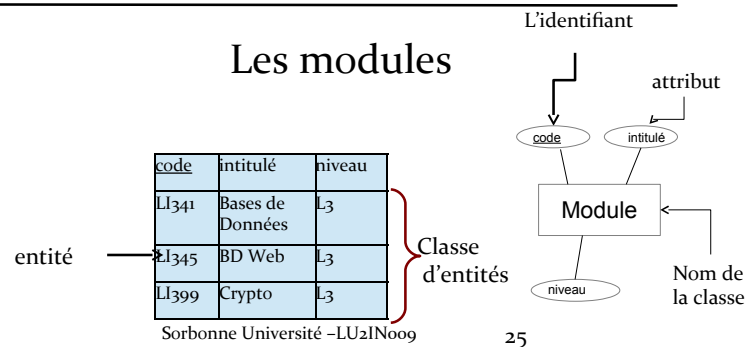 L'identifiant
Les modules
attribut
code
intitulé
Module
niveau
Nom de
la classe
code intitulé niveau
LI341 Bases de L3
Données
LI345 BD Web L3
LI399 Crypto L3
entité
Classe
d'entités
Sorbonne Université –LU2IN009
25